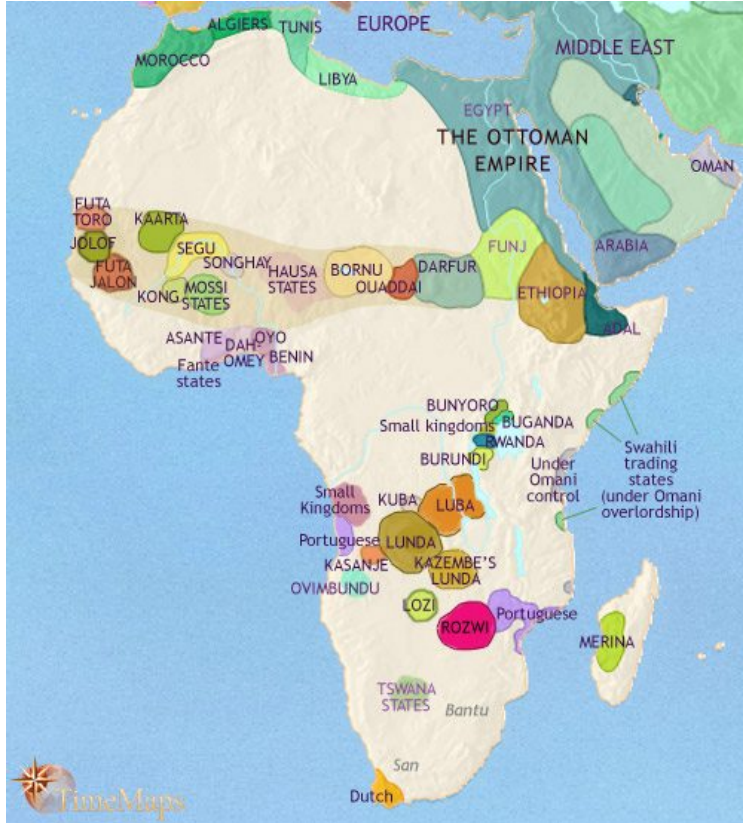 ALGIERS
TUNIS
EUROPE
MIDDLE EAST
MOROCCO
LIBYA
EGYPT
THE OTTOMAN
EMPIRE
OMAN
FUTA
TORO
KAARTA
JOLOF
SEGU
SONGHAY
FUTA
JALON
HAUSA
STATES
BORNU
OUADDAI
DARFUR
FUNJ
ARABIA
KONG
MOSSI
STATES
ETHIOPIA
ADAL
ASANTE
DAH-
OMEY
OYO
BENIN
Fante
states
BUNYORO
Small kingdoms
BUGANDA
RWANDA
BURUNDI
Under
Omani
control
Swahili
trading
states
(under Omani
overlordship)
Small
Kingdoms
KUBA
LUBA
Portuguese
LUNDA
KASANJE
KAZEMBE'S
LUNDA
OVIMBUNDU
LOZI
Portuguese
ROZWI
MERINA
TSWANA
STATES
Bantu
San
Dutch
TimeMaps